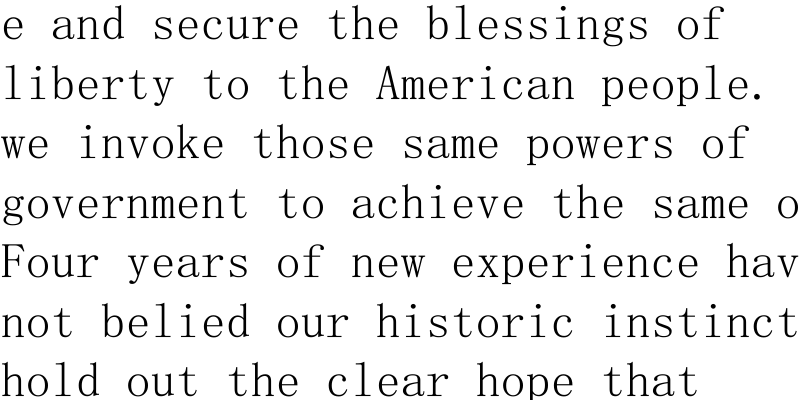 e and secure the blessings of
liberty to the American people.
we invoke those same powers of
government to achieve the same o
Four years of new experience hav
not belied our historic instinct
hold out the clear hope that